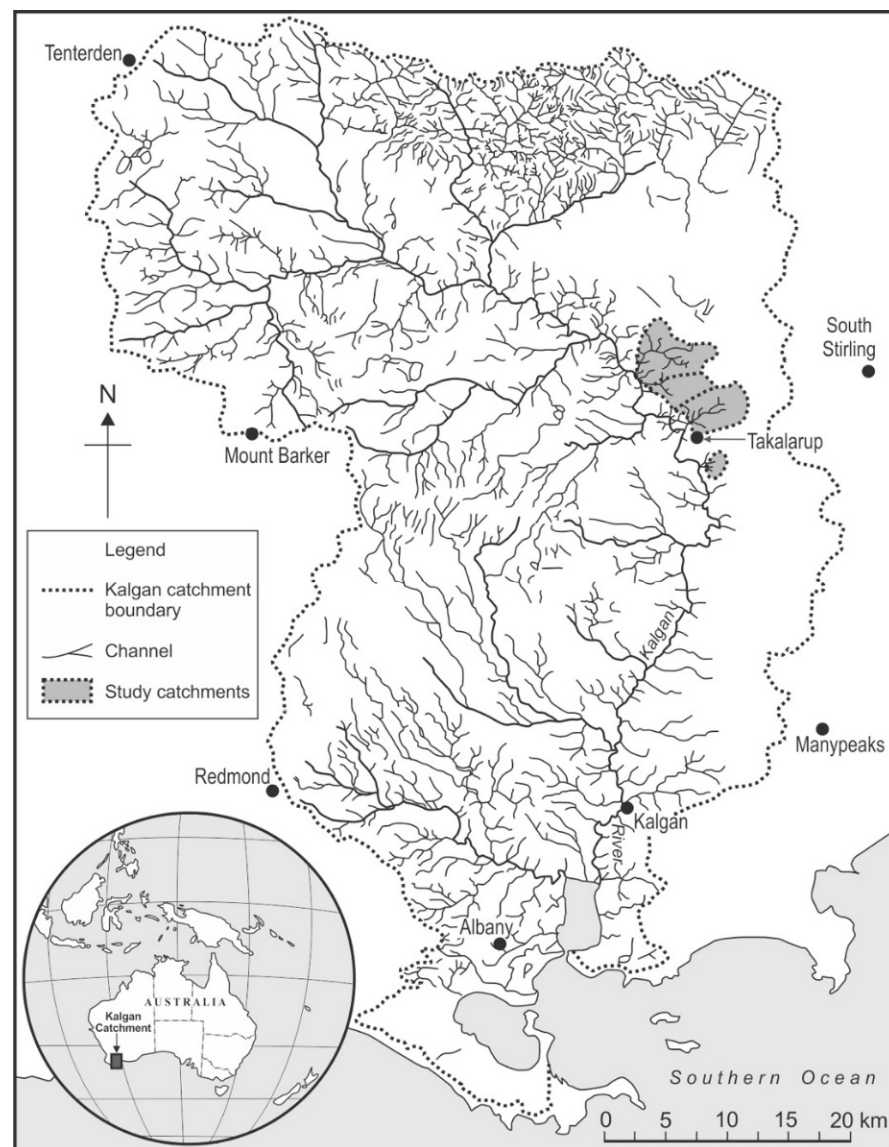 Tenterden
South
Stirling
N
Mount Barker
Takalarup
Legend
Kalgan catchment
boundary
Channel
Study catchments
Kalgan
River
Manypeaks
Redmond
Kalgan
Albany
AUSTRALIA
Kalgan
Catchment
Southern Ocean
0 5 10 20 km